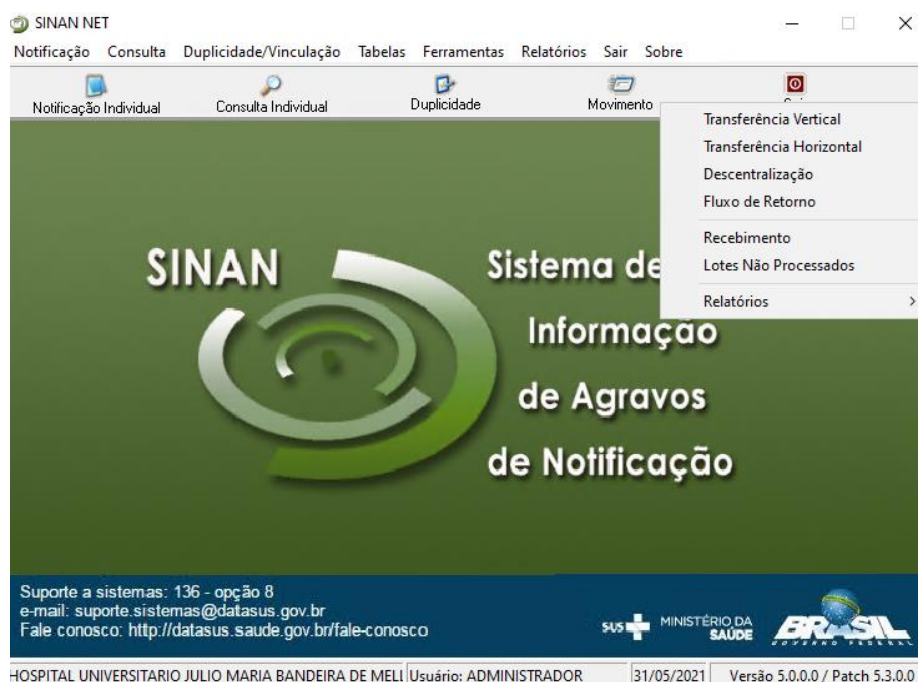 SINAN NET
Notificação Consulta Duplicidade/Vinculação Tabelas Ferramentas Relatórios Sair Sobre
Notificação Individual Consulta Individual Duplicidade Movimento
Transferência Vertical
Transferência Horizontal
Descentralização
Fluxo de Retorno
Recebimento
Lotes Não Processados
Relatórios
SINAN
Sistema de
Informação
de Agravos
de Notificação
Suporte a sistemas: 136 - opção 8
e-mail: suporte.sistemas@datasus.gov.br
Fale conosco: http://datasus.saude.gov.br/fale-conosco
SUS MINISTÉRIO DA
SAÚDE
BRASIL
GOVERNO FEDERAL
HOSPITAL UNIVERSITARIO JULIO MARIA BANDEIRA DE MELL Usuário: ADMINISTRADOR 31/05/2021 Versão 5.0.0.0 / Patch 5.3.0.0